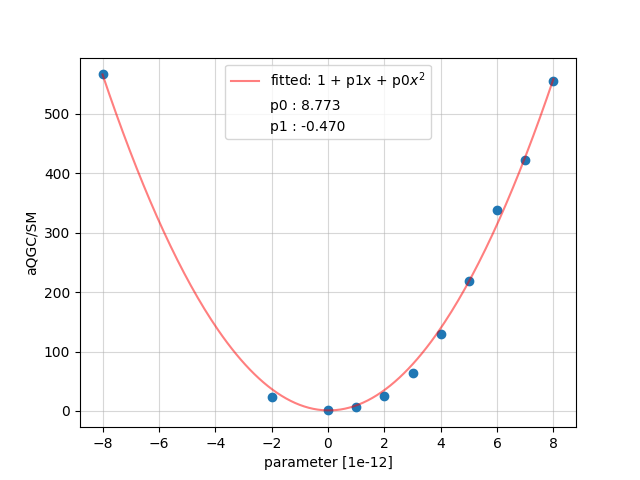 fitted: 1 + p1x + p0x²
p0 : 8.773
p1 : -0.470
500
400
300
200
100
0
aQGC/SM
−8 −6 −4 −2 0 2 4 6 8
parameter [1e-12]